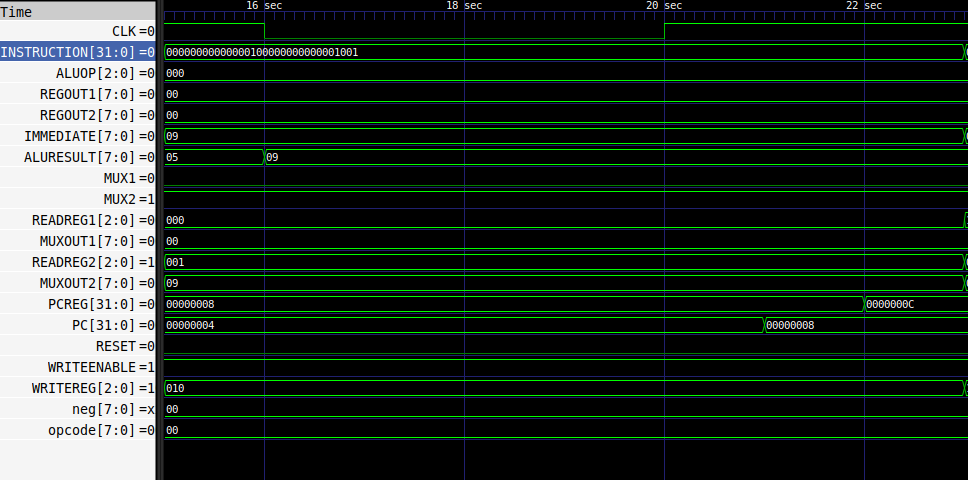 Time 16 sec 18 sec 20 sec 22 sec
CLK =0
INSTRUCTION[31:0] =0 00000000000000100000000000001001
ALUOP[2:0] =0 000
REGOUT1[7:0] =0 00
REGOUT2[7:0] =0 00
IMMEDIATE[7:0] =0 09
ALURESULT[7:0] =0 05 09
MUX1 =0
MUX2 =1
READREG1[2:0] =0 000
MUXOUT1[7:0] =0 00
READREG2[2:0] =1 001
MUXOUT2[7:0] =0 09
PCREG[31:0] =0 00000008 0000000C
PC[31:0] =0 00000004 00000008
RESET =0
WRITEENABLE =1
WRITEREG[2:0] =1 010
neg[7:0] =x 00
opcode[7:0] =0 00